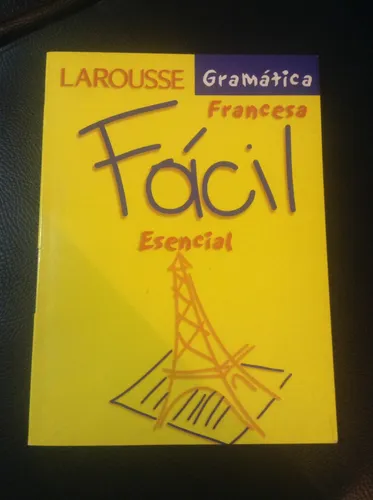 LAROUSSE Gramática
Francesa
Fácil
Esencial